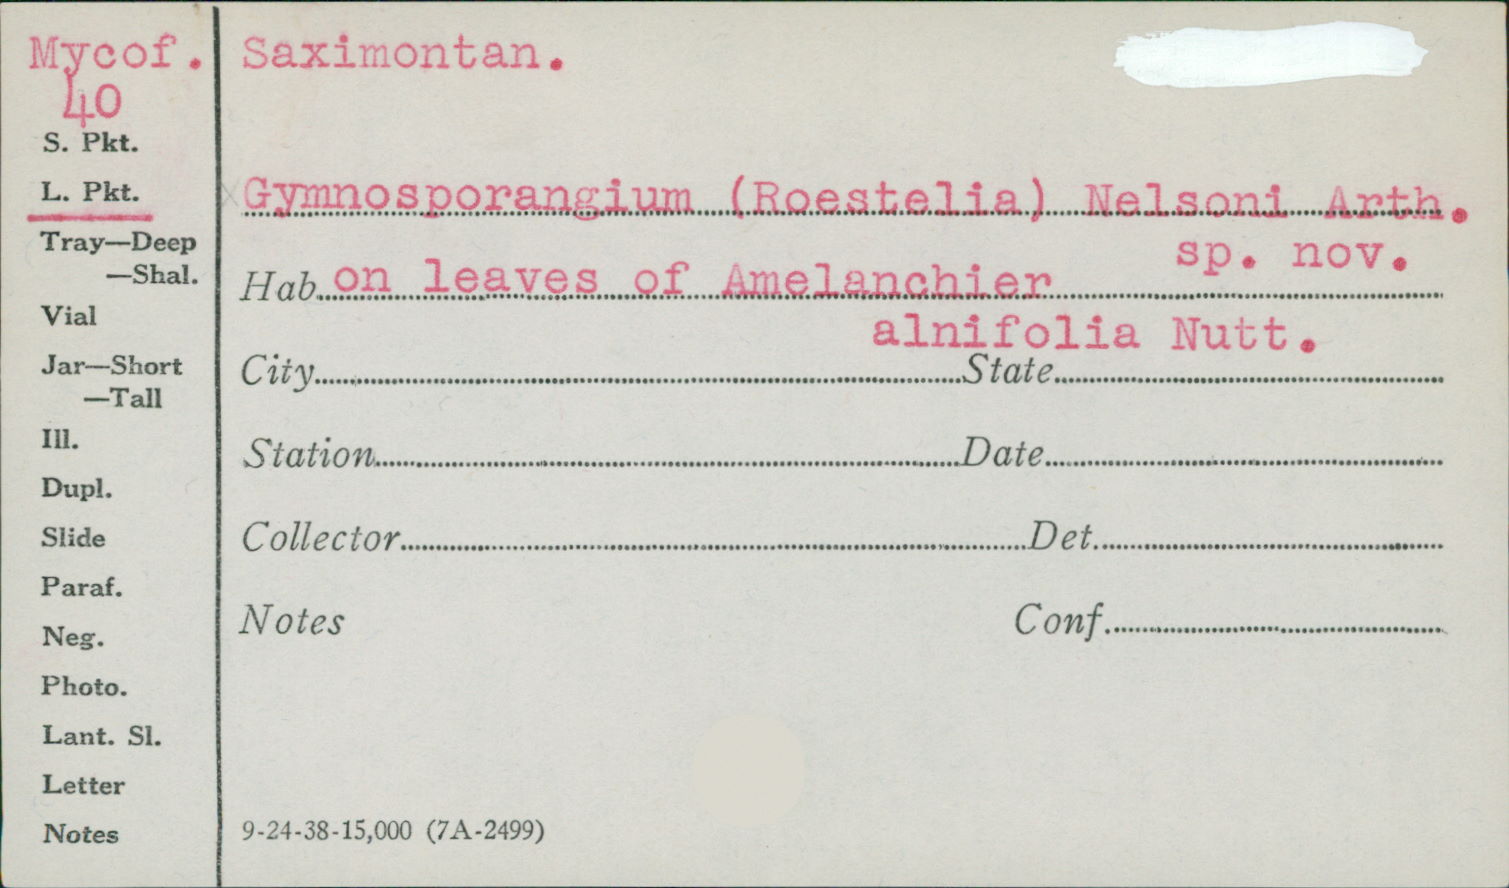 Mycof. Saximontan.
40
S. Pkt.
L. Pkt.
Gymnosporangium (Roestelia) Nelsoni Arth.
sp. nov.
Tray—Deep
—Shal.
Hab. on leaves of Amelanchier
alnifolia Nutt.
Vial
Jar—Short
—Tall
City State
Ill.
Station Date
Dupl.
Slide
Collector Det.
Paraf.
Neg.
Notes Conf.
Photo.
Lant. Sl.
Letter
Notes
9-24-38-15,000 (7A-2499)